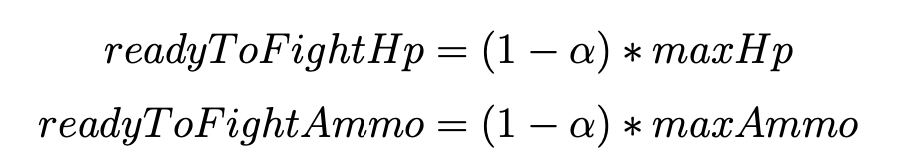 readyToFightHp = (1 − α) ∗ maxHp
readyToFightAmmo = (1 − α) ∗ maxAmmo